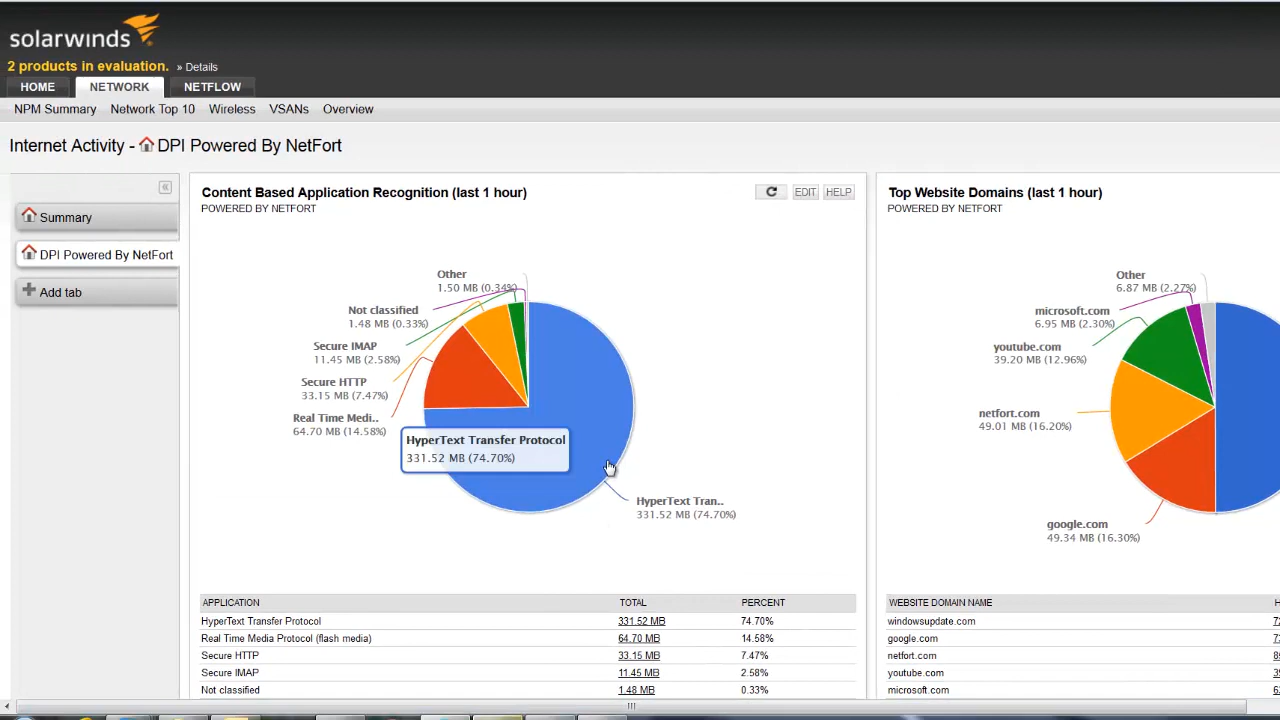 solarwinds
2 products in evaluation. » Details
HOME NETWORK NETFLOW
NPM Summary Network Top 10 Wireless VSANs Overview
Internet Activity - DPI Powered By NetFort
«
Summary
DPI Powered By NetFort
Add tab
Content Based Application Recognition (last 1 hour)
EDIT HELP
POWERED BY NETFORT
Other
1.50 MB (0.34%)
Not classified
1.48 MB (0.33%)
Secure IMAP
11.45 MB (2.58%)
Secure HTTP
33.15 MB (7.47%)
Real Time Medi..
64.70 MB (14.58%)
HyperText Transfer Protocol
331.52 MB (74.70%)
HyperText Tran..
331.52 MB (74.70%)
APPLICATION TOTAL PERCENT
HyperText Transfer Protocol 331.52 MB 74.70%
Real Time Media Protocol (flash media) 64.70 MB 14.58%
Secure HTTP 33.15 MB 7.47%
Secure IMAP 11.45 MB 2.58%
Not classified 1.48 MB 0.33%
Top Website Domains (last 1 hour)
POWERED BY NETFORT
Other
6.87 MB (2.27%)
microsoft.com
6.95 MB (2.30%)
youtube.com
39.20 MB (12.96%)
netfort.com
49.01 MB (16.20%)
google.com
49.34 MB (16.30%)
WEBSITE DOMAIN NAME
windowsupdate.com
google.com
netfort.com
youtube.com
microsoft.com